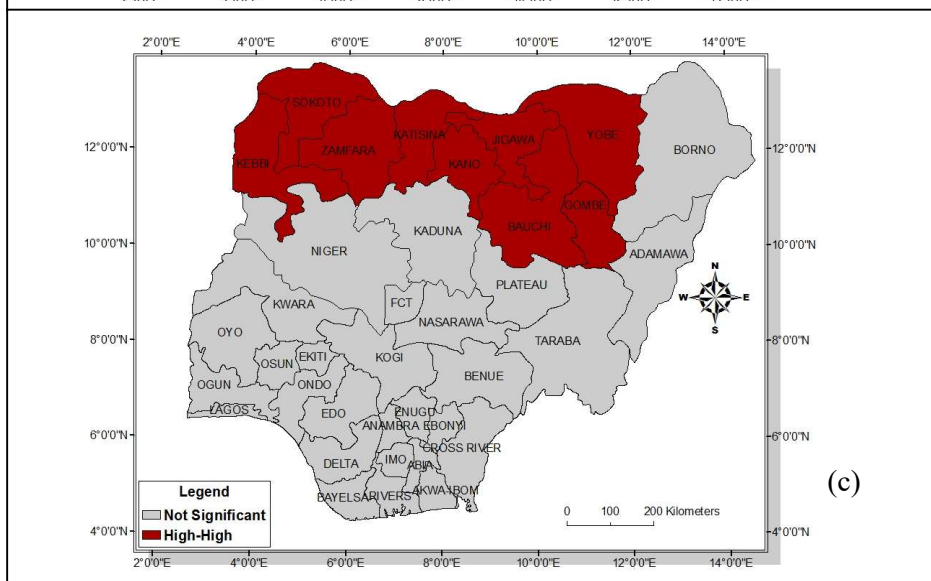 2°0'0"E 4°0'0"E 6°0'0"E 8°0'0"E 10°0'0"E 12°0'0"E 14°0'0"E
SOKOTO
KATISINA
YOBE
JIGAWA
ZAMFARA
12°0'0"N
BORNO
12°0'0"N
KEBBI
KANO
GOMBE
BAUCHI
KADUNA
10°0'0"N
NIGER
ADAMAWA
10°0'0"N
PLATEAU
N
W E
S
KWARA
FCT
NASARAWA
8°0'0"N
OYO
TARABA
8°0'0"N
OSUN
EKITI
KOGI
BENUE
OGUN
ONDO
LAGOS
EDO
ENUGU
6°0'0"N
ANAMBRA EBONYI
6°0'0"N
CROSS RIVER
DELTA
IMO
ABIA
(c)
Legend
BAYELSA
RIVERS
AKWA-IBOM
Not Significant
0 100 200 Kilometers
High-High
4°0'0"N
4°0'0"N
2°0'0"E 4°0'0"E 6°0'0"E 8°0'0"E 10°0'0"E 12°0'0"E 14°0'0"E